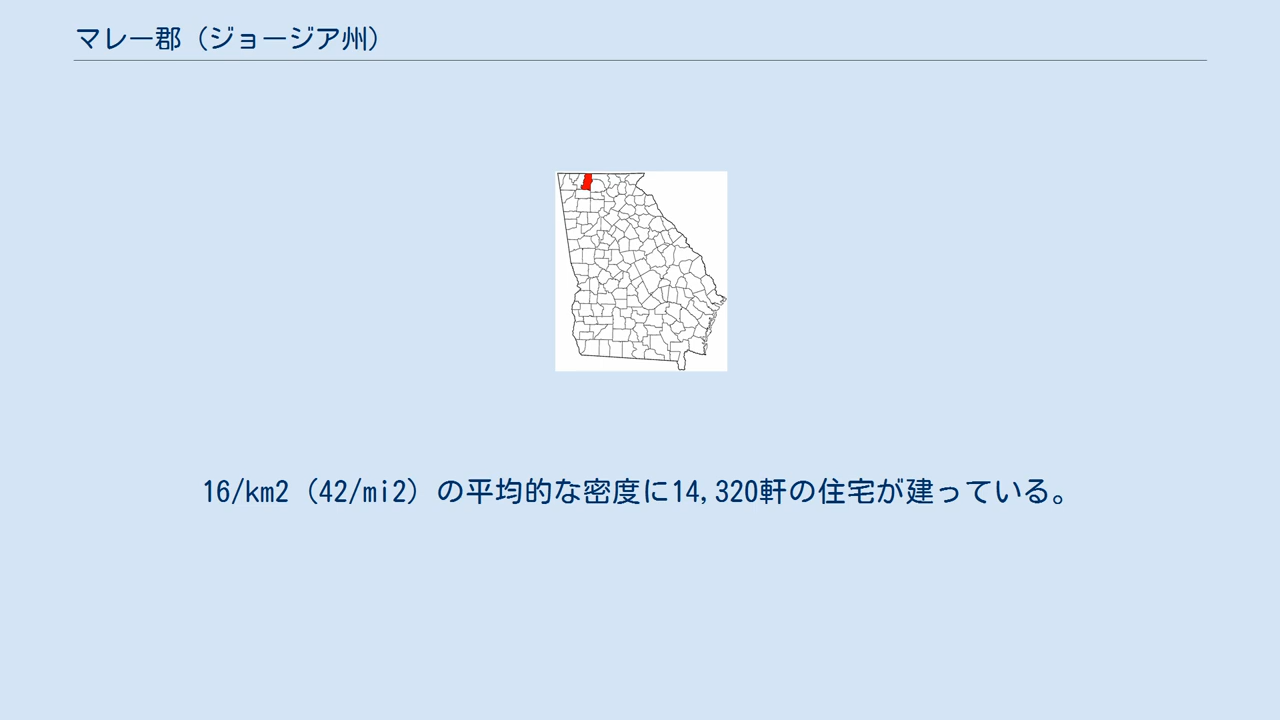 マレー郡（ジョージア州）
16/km2（42/mi2）の平均的な密度に14,320軒の住宅が建っている。